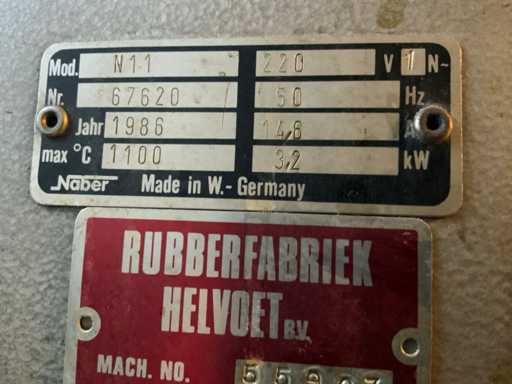 Mod. N11 220 V 1 N~
Nr. 67620 50 Hz
Jahr 1986 14,6 A
max °C 1100 3,2 kW
Naber Made in W.-Germany
RUBBERFABRIEK
HELVOET B.V.
MACH. NO.